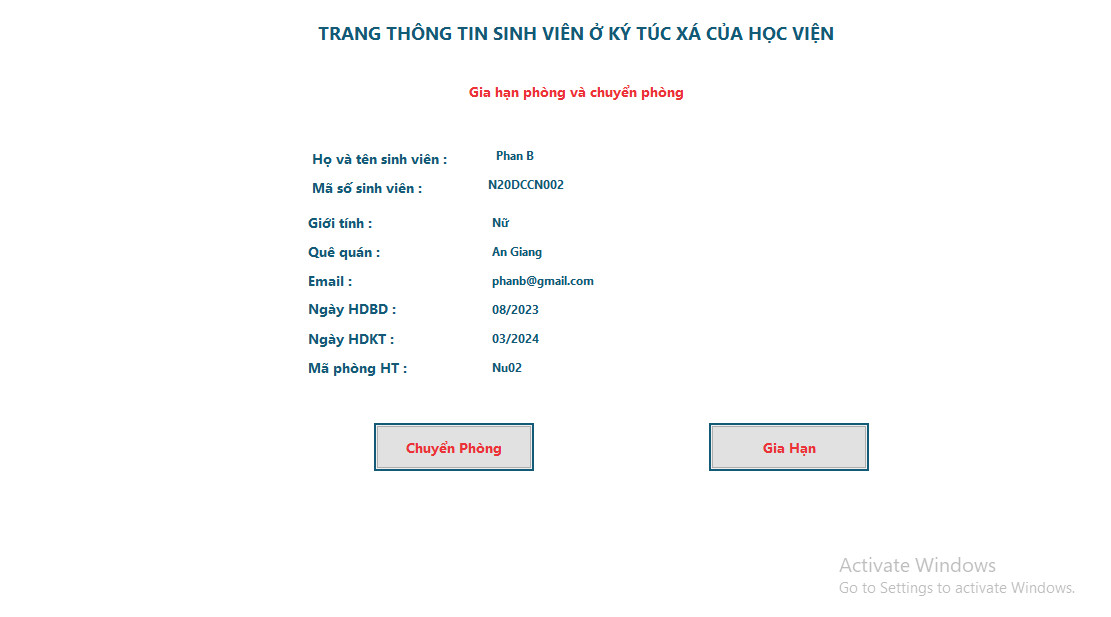 TRANG THÔNG TIN SINH VIÊN Ở KÝ TÚC XÁ CỦA HỌC VIỆN
Gia hạn phòng và chuyển phòng
Họ và tên sinh viên : Phan B
Mã số sinh viên : N20DCCN002
Giới tính : Nữ
Quê quán : An Giang
Email : phanb@gmail.com
Ngày HDBD : 08/2023
Ngày HDKT : 03/2024
Mã phòng HT : Nu02
Chuyển Phòng Gia Hạn
Activate Windows
Go to Settings to activate Windows.